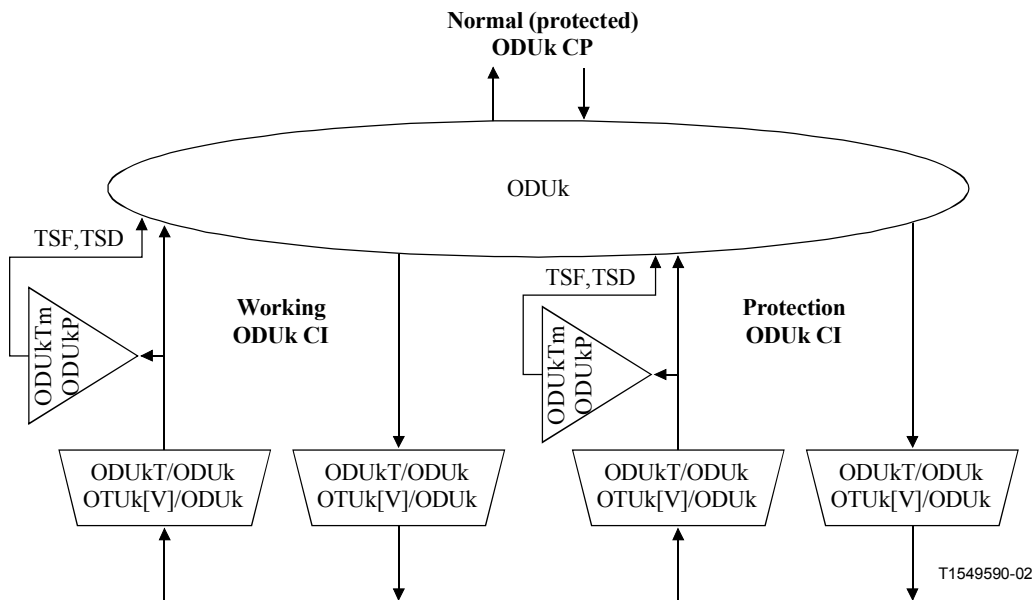 Normal (protected)
ODUk CP
ODUk
TSF,TSD
TSF,TSD
Working
ODUk CI
Protection
ODUk CI
ODUkTm
ODUkP
ODUkTm
ODUkP
ODUkT/ODUk
OTUk[V]/ODUk
ODUkT/ODUk
OTUk[V]/ODUk
ODUkT/ODUk
OTUk[V]/ODUk
ODUkT/ODUk
OTUk[V]/ODUk
T1549590-02